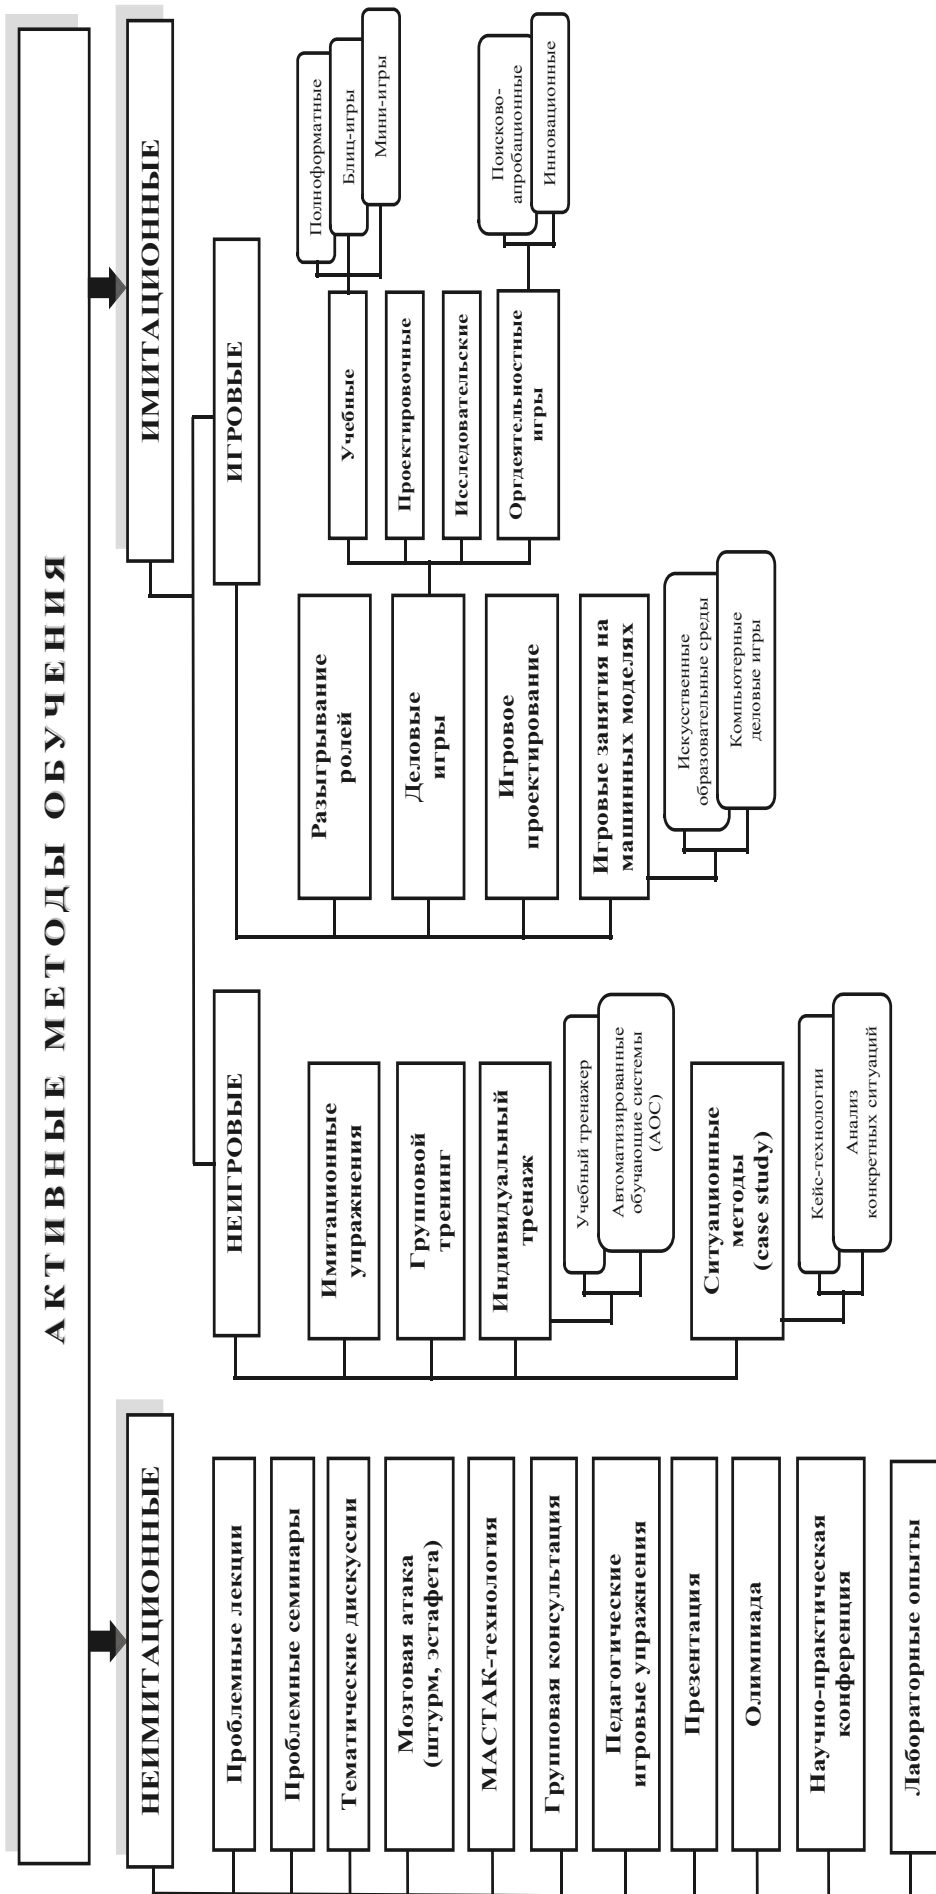 АКТИВНЫЕ МЕТОДЫ ОБУЧЕНИЯ
НЕИМИТАЦИОННЫЕ
Проблемные лекции
Проблемные семинары
Тематические дискуссии
Мозговая атака
(штурм, эстафета)
МАСТАК-технология
Групповая консультация
Педагогические
игровые упражнения
Презентация
Олимпиада
Научно-практическая
конференция
Лабораторные опыты
ИМИТАЦИОННЫЕ
НЕИГРОВЫЕ
Имитационные
упражнения
Групповой
тренинг
Индивидуальный
тренаж
Учебный тренажер
Автоматизированные
обучающие системы
(АОС)
Ситуационные
методы
(case study)
Кейс-технологии
Анализ
конкретных ситуаций
ИГРОВЫЕ
Разыгрывание
ролей
Деловые
игры
Игровое
проектирование
Игровые занятия на
машинных моделях
Искусственные
образовательные среды
Компьютерные
деловые игры
Учебные
Проектировочные
Исследовательские
Оргдеятельностные
игры
Полноформатные
Блиц-игры
Мини-игры
Поисково-
апробационные
Инновационные